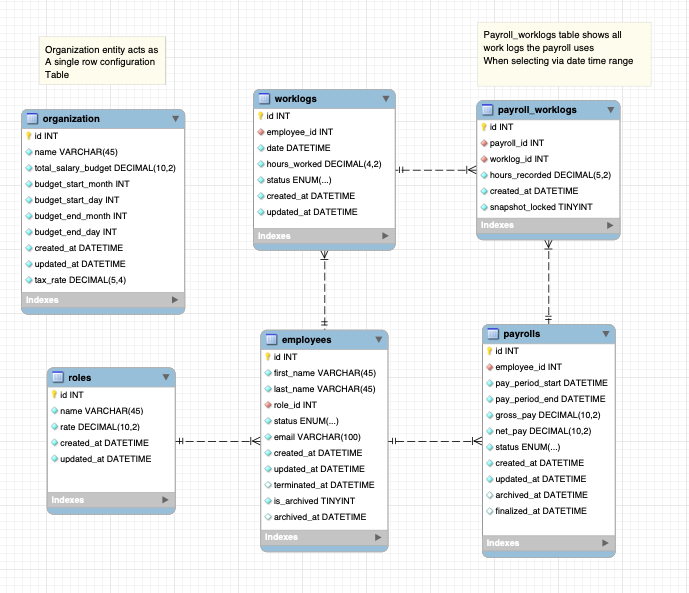 Organization entity acts as
A single row configuration
Table
Payroll_worklogs table shows all
work logs the payroll uses
When selecting via date time range
organization
id INT
name VARCHAR(45)
total_salary_budget DECIMAL(10,2)
budget_start_month INT
budget_start_day INT
budget_end_month INT
budget_end_day INT
created_at DATETIME
updated_at DATETIME
tax_rate DECIMAL(5,4)
Indexes
worklogs
id INT
employee_id INT
date DATETIME
hours_worked DECIMAL(4,2)
status ENUM(...)
created_at DATETIME
updated_at DATETIME
Indexes
payroll_worklogs
id INT
payroll_id INT
worklog_id INT
hours_recorded DECIMAL(5,2)
created_at DATETIME
snapshot_locked TINYINT
Indexes
roles
id INT
name VARCHAR(45)
rate DECIMAL(10,2)
created_at DATETIME
updated_at DATETIME
Indexes
employees
id INT
first_name VARCHAR(45)
last_name VARCHAR(45)
role_id INT
status ENUM(...)
email VARCHAR(100)
created_at DATETIME
updated_at DATETIME
terminated_at DATETIME
is_archived TINYINT
archived_at DATETIME
Indexes
payrolls
id INT
employee_id INT
pay_period_start DATETIME
pay_period_end DATETIME
gross_pay DECIMAL(10,2)
net_pay DECIMAL(10,2)
status ENUM(...)
created_at DATETIME
updated_at DATETIME
archived_at DATETIME
finalized_at DATETIME
Indexes